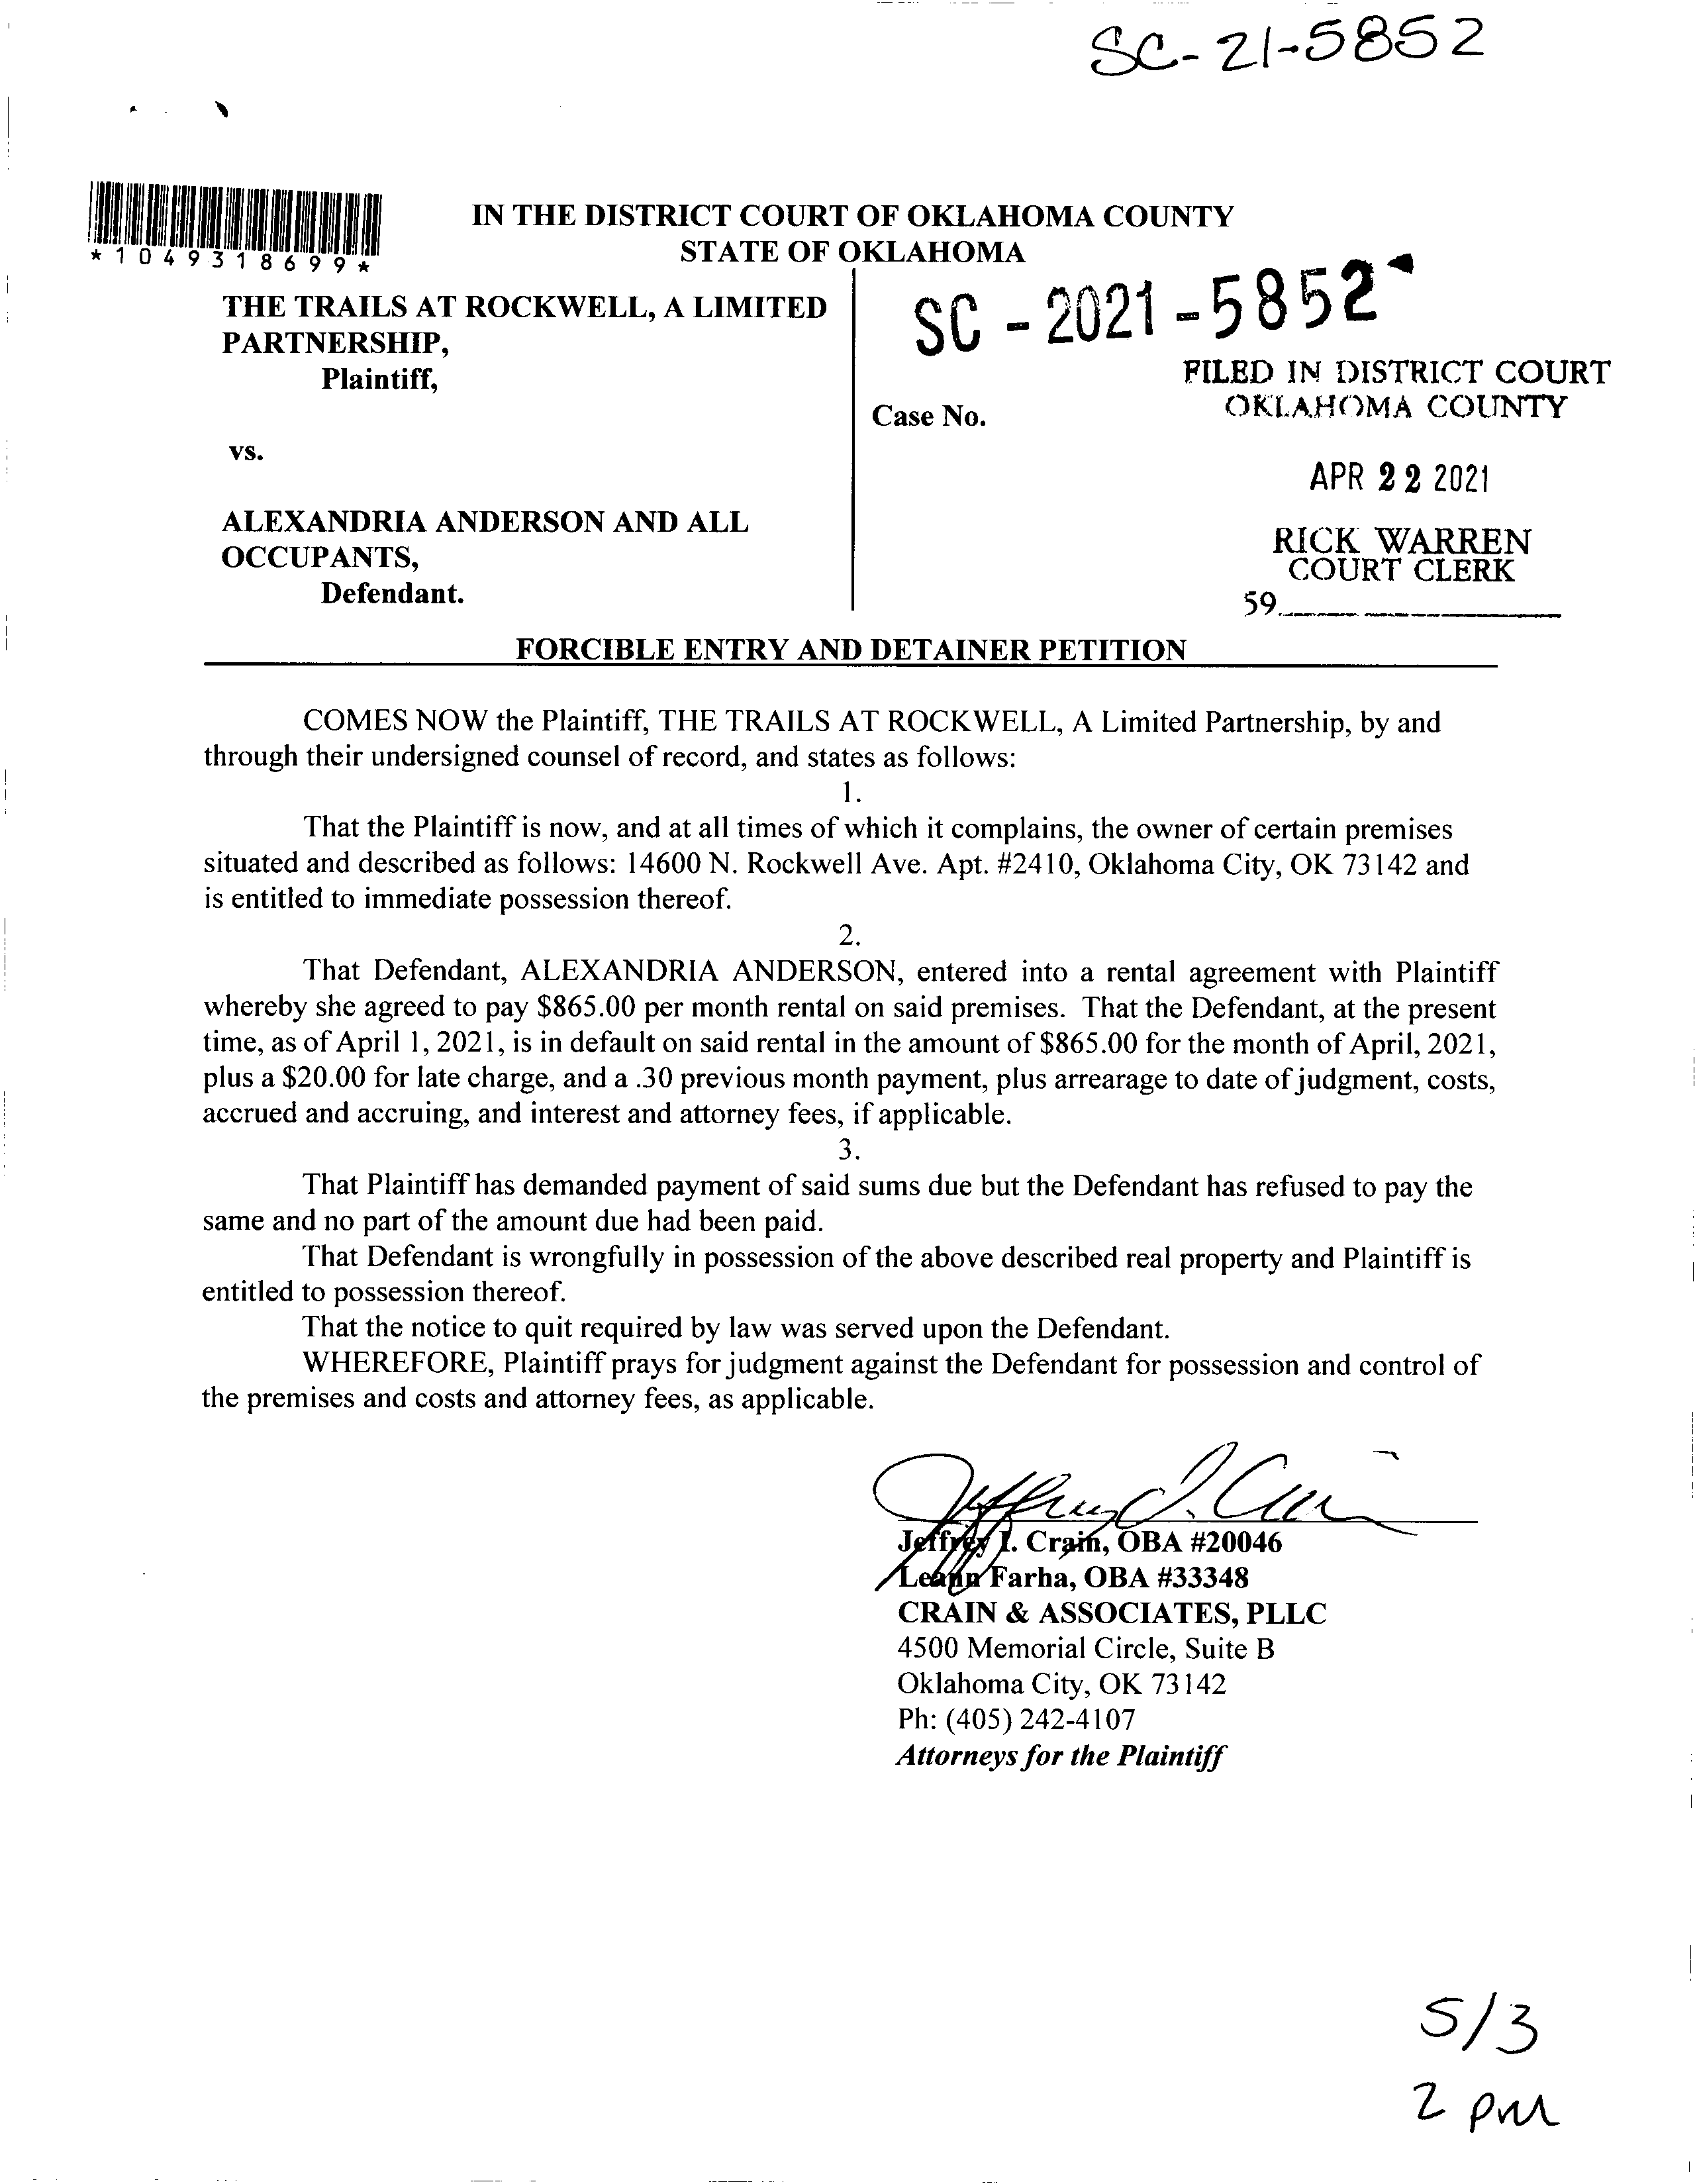 SC-21-5852
*1049318699*
IN THE DISTRICT COURT OF OKLAHOMA COUNTY
STATE OF OKLAHOMA
THE TRAILS AT ROCKWELL, A LIMITED
PARTNERSHIP,
Plaintiff,
vs.
ALEXANDRIA ANDERSON AND ALL
OCCUPANTS,
Defendant.
SC - 2021 - 5852
Case No.
FILED IN DISTRICT COURT
OKLAHOMA COUNTY
APR 22 2021
RICK WARREN
COURT CLERK
59
FORCIBLE ENTRY AND DETAINER PETITION
COMES NOW the Plaintiff, THE TRAILS AT ROCKWELL, A Limited Partnership, by and
through their undersigned counsel of record, and states as follows:
1.
That the Plaintiff is now, and at all times of which it complains, the owner of certain premises
situated and described as follows: 14600 N. Rockwell Ave. Apt. #2410, Oklahoma City, OK 73142 and
is entitled to immediate possession thereof.
2.
That Defendant, ALEXANDRIA ANDERSON, entered into a rental agreement with Plaintiff
whereby she agreed to pay $865.00 per month rental on said premises. That the Defendant, at the present
time, as of April 1, 2021, is in default on said rental in the amount of $865.00 for the month of April, 2021,
plus a $20.00 for late charge, and a .30 previous month payment, plus arrearage to date of judgment, costs,
accrued and accruing, and interest and attorney fees, if applicable.
3.
That Plaintiff has demanded payment of said sums due but the Defendant has refused to pay the
same and no part of the amount due had been paid.
That Defendant is wrongfully in possession of the above described real property and Plaintiff is
entitled to possession thereof.
That the notice to quit required by law was served upon the Defendant.
WHEREFORE, Plaintiff prays for judgment against the Defendant for possession and control of
the premises and costs and attorney fees, as applicable.
Jeffrey I. Crain
Jeffrey I. Crain, OBA #20046
Leann Farha, OBA #33348
CRAIN & ASSOCIATES, PLLC
4500 Memorial Circle, Suite B
Oklahoma City, OK 73142
Ph: (405) 242-4107
Attorneys for the Plaintiff
5/3
2 pm